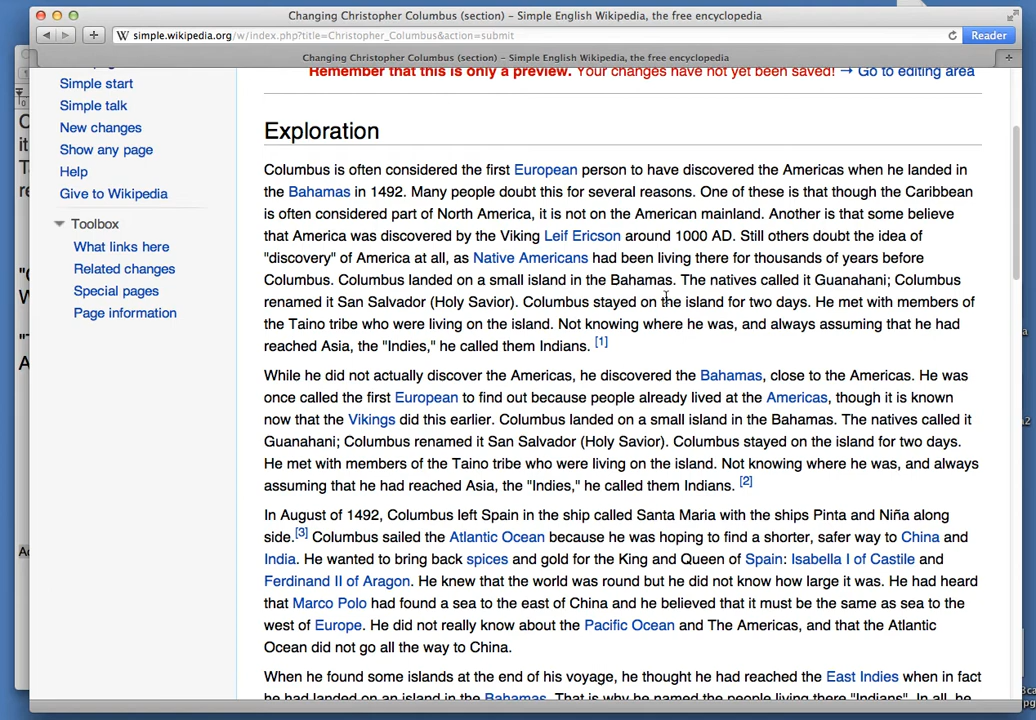 Changing Christopher Columbus (section) – Simple English Wikipedia, the free encyclopedia
simple.wikipedia.org/w/index.php?title=Christopher_Columbus&action=submit
Reader
Changing Christopher Columbus (section) – Simple English Wikipedia, the free encyclopedia
Simple start
Simple talk
New changes
Show any page
Help
Give to Wikipedia
Toolbox
What links here
Related changes
Special pages
Page information
Remember that this is only a preview. Your changes have not yet been saved! → Go to editing area
Exploration
Columbus is often considered the first European person to have discovered the Americas when he landed in
the Bahamas in 1492. Many people doubt this for several reasons. One of these is that though the Caribbean
is often considered part of North America, it is not on the American mainland. Another is that some believe
that America was discovered by the Viking Leif Ericson around 1000 AD. Still others doubt the idea of
"discovery" of America at all, as Native Americans had been living there for thousands of years before
Columbus. Columbus landed on a small island in the Bahamas. The natives called it Guanahani; Columbus
renamed it San Salvador (Holy Savior). Columbus stayed on the island for two days. He met with members of
the Taino tribe who were living on the island. Not knowing where he was, and always assuming that he had
reached Asia, the "Indies," he called them Indians. [1]
While he did not actually discover the Americas, he discovered the Bahamas, close to the Americas. He was
once called the first European to find out because people already lived at the Americas, though it is known
now that the Vikings did this earlier. Columbus landed on a small island in the Bahamas. The natives called it
Guanahani; Columbus renamed it San Salvador (Holy Savior). Columbus stayed on the island for two days.
He met with members of the Taino tribe who were living on the island. Not knowing where he was, and always
assuming that he had reached Asia, the "Indies," he called them Indians. [2]
In August of 1492, Columbus left Spain in the ship called Santa Maria with the ships Pinta and Niña along
side.[3] Columbus sailed the Atlantic Ocean because he was hoping to find a shorter, safer way to China and
India. He wanted to bring back spices and gold for the King and Queen of Spain: Isabella I of Castile and
Ferdinand II of Aragon. He knew that the world was round but he did not know how large it was. He had heard
that Marco Polo had found a sea to the east of China and he believed that it must be the same as sea to the
west of Europe. He did not really know about the Pacific Ocean and The Americas, and that the Atlantic
Ocean did not go all the way to China.
When he found some islands at the end of his voyage, he thought he had reached the East Indies when in fact
he had landed on an island in the Bahamas. That is why he named the people living there "Indians". In all, he